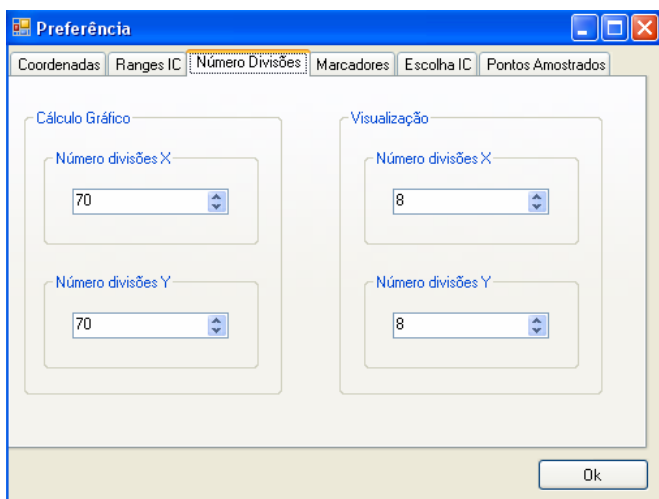 Preferência
Coordenadas Ranges IC Número Divisões Marcadores Escolha IC Pontos Amostrados
Cálculo Gráfico
Número divisões X
70
Número divisões Y
70
Visualização
Número divisões X
8
Número divisões Y
8
Ok